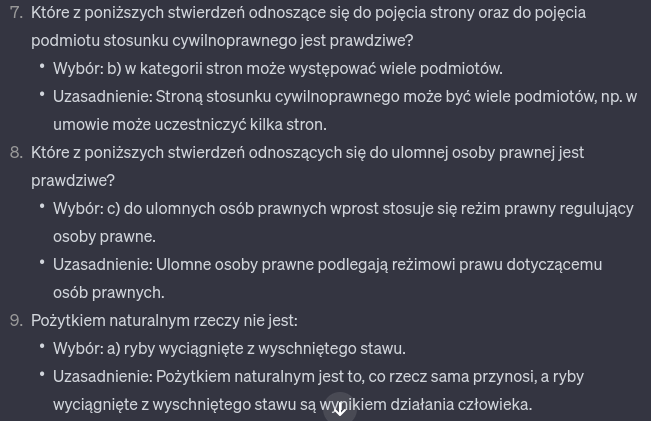 7. Które z poniższych stwierdzeń odnoszące się do pojęcia strony oraz do pojęcia
podmiotu stosunku cywilnoprawnego jest prawdziwe?
• Wybór: b) w kategorii stron może występować wiele podmiotów.
• Uzasadnienie: Stroną stosunku cywilnoprawnego może być wiele podmiotów, np. w
umowie może uczestniczyć kilka stron.
8. Które z poniższych stwierdzeń odnoszących się do ulomnej osoby prawnej jest
prawdziwe?
• Wybór: c) do ulomnych osób prawnych wprost stosuje się reżim prawny regulujący
osoby prawne.
• Uzasadnienie: Ulomne osoby prawne podlegają reżimowi prawu dotyczącemu
osób prawnych.
9. Pożytkiem naturalnym rzeczy nie jest:
• Wybór: a) ryby wyciągnięte z wyschniętego stawu.
• Uzasadnienie: Pożytkiem naturalnym jest to, co rzecz sama przynosi, a ryby
wyciągnięte z wyschniętego stawu są wynikiem działania człowieka.